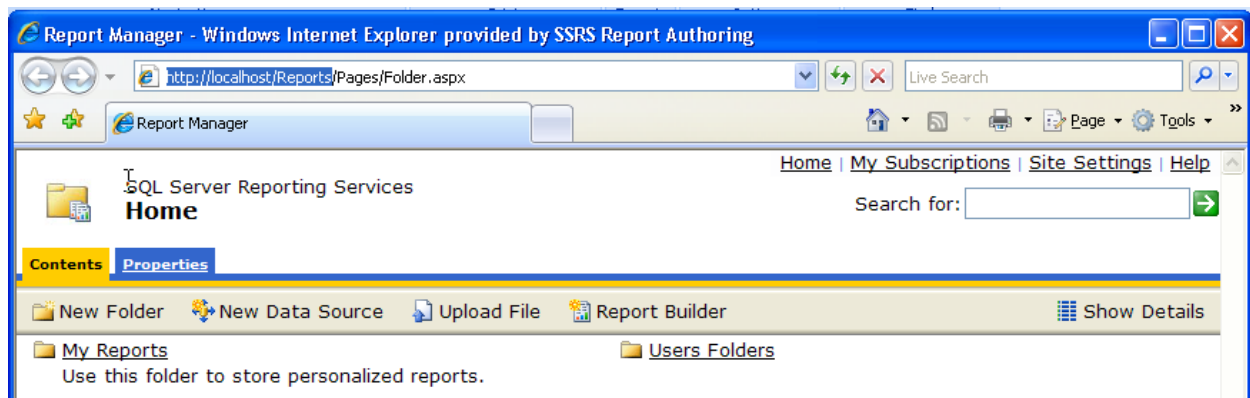 Report Manager - Windows Internet Explorer provided by SSRS Report Authoring
http://localhost/Reports/Pages/Folder.aspx
Live Search
Report Manager
Page
Tools
»
Home | My Subscriptions | Site Settings | Help
SQL Server Reporting Services
Home
Search for:
Contents
Properties
New Folder
New Data Source
Upload File
Report Builder
Show Details
My Reports
Users Folders
Use this folder to store personalized reports.